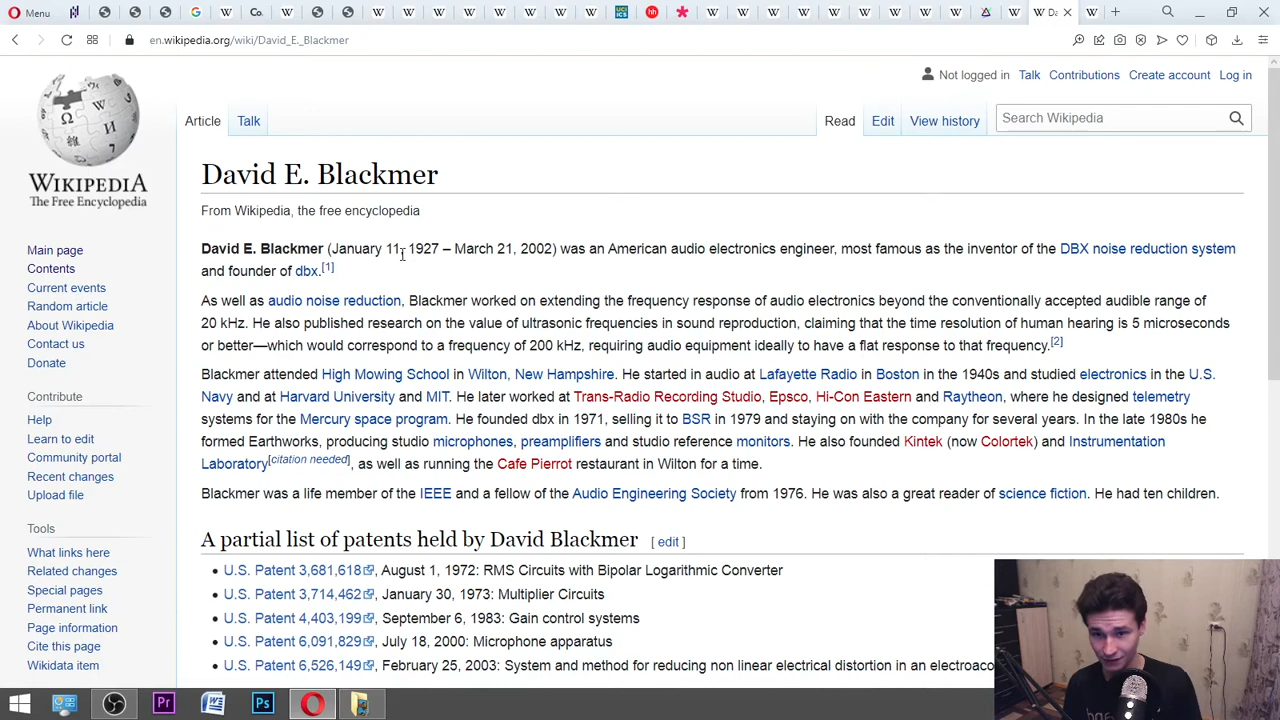 Menu
Co.
UCI
ICS
hh
Da
en.wikipedia.org/wiki/David_E._Blackmer
Not logged in Talk Contributions Create account Log in
Article Talk Read Edit View history Search Wikipedia
WIKIPEDIA
The Free Encyclopedia
Main page
Contents
Current events
Random article
About Wikipedia
Contact us
Donate
Contribute
Help
Learn to edit
Community portal
Recent changes
Upload file
Tools
What links here
Related changes
Special pages
Permanent link
Page information
Cite this page
Wikidata item
David E. Blackmer
From Wikipedia, the free encyclopedia
David E. Blackmer (January 11, 1927 – March 21, 2002) was an American audio electronics engineer, most famous as the inventor of the DBX noise reduction system
and founder of dbx.[1]
As well as audio noise reduction, Blackmer worked on extending the frequency response of audio electronics beyond the conventionally accepted audible range of
20 kHz. He also published research on the value of ultrasonic frequencies in sound reproduction, claiming that the time resolution of human hearing is 5 microseconds
or better—which would correspond to a frequency of 200 kHz, requiring audio equipment ideally to have a flat response to that frequency.[2]
Blackmer attended High Mowing School in Wilton, New Hampshire. He started in audio at Lafayette Radio in Boston in the 1940s and studied electronics in the U.S.
Navy and at Harvard University and MIT. He later worked at Trans-Radio Recording Studio, Epsco, Hi-Con Eastern and Raytheon, where he designed telemetry
systems for the Mercury space program. He founded dbx in 1971, selling it to BSR in 1979 and staying on with the company for several years. In the late 1980s he
formed Earthworks, producing studio microphones, preamplifiers and studio reference monitors. He also founded Kintek (now Colortek) and Instrumentation
Laboratory[citation needed], as well as running the Cafe Pierrot restaurant in Wilton for a time.
Blackmer was a life member of the IEEE and a fellow of the Audio Engineering Society from 1976. He was also a great reader of science fiction. He had ten children.
A partial list of patents held by David Blackmer [ edit ]
• U.S. Patent 3,681,618, August 1, 1972: RMS Circuits with Bipolar Logarithmic Converter
• U.S. Patent 3,714,462, January 30, 1973: Multiplier Circuits
• U.S. Patent 4,403,199, September 6, 1983: Gain control systems
• U.S. Patent 6,091,829, July 18, 2000: Microphone apparatus
• U.S. Patent 6,526,149, February 25, 2003: System and method for reducing non linear electrical distortion in an electroaco
Pr
Ps